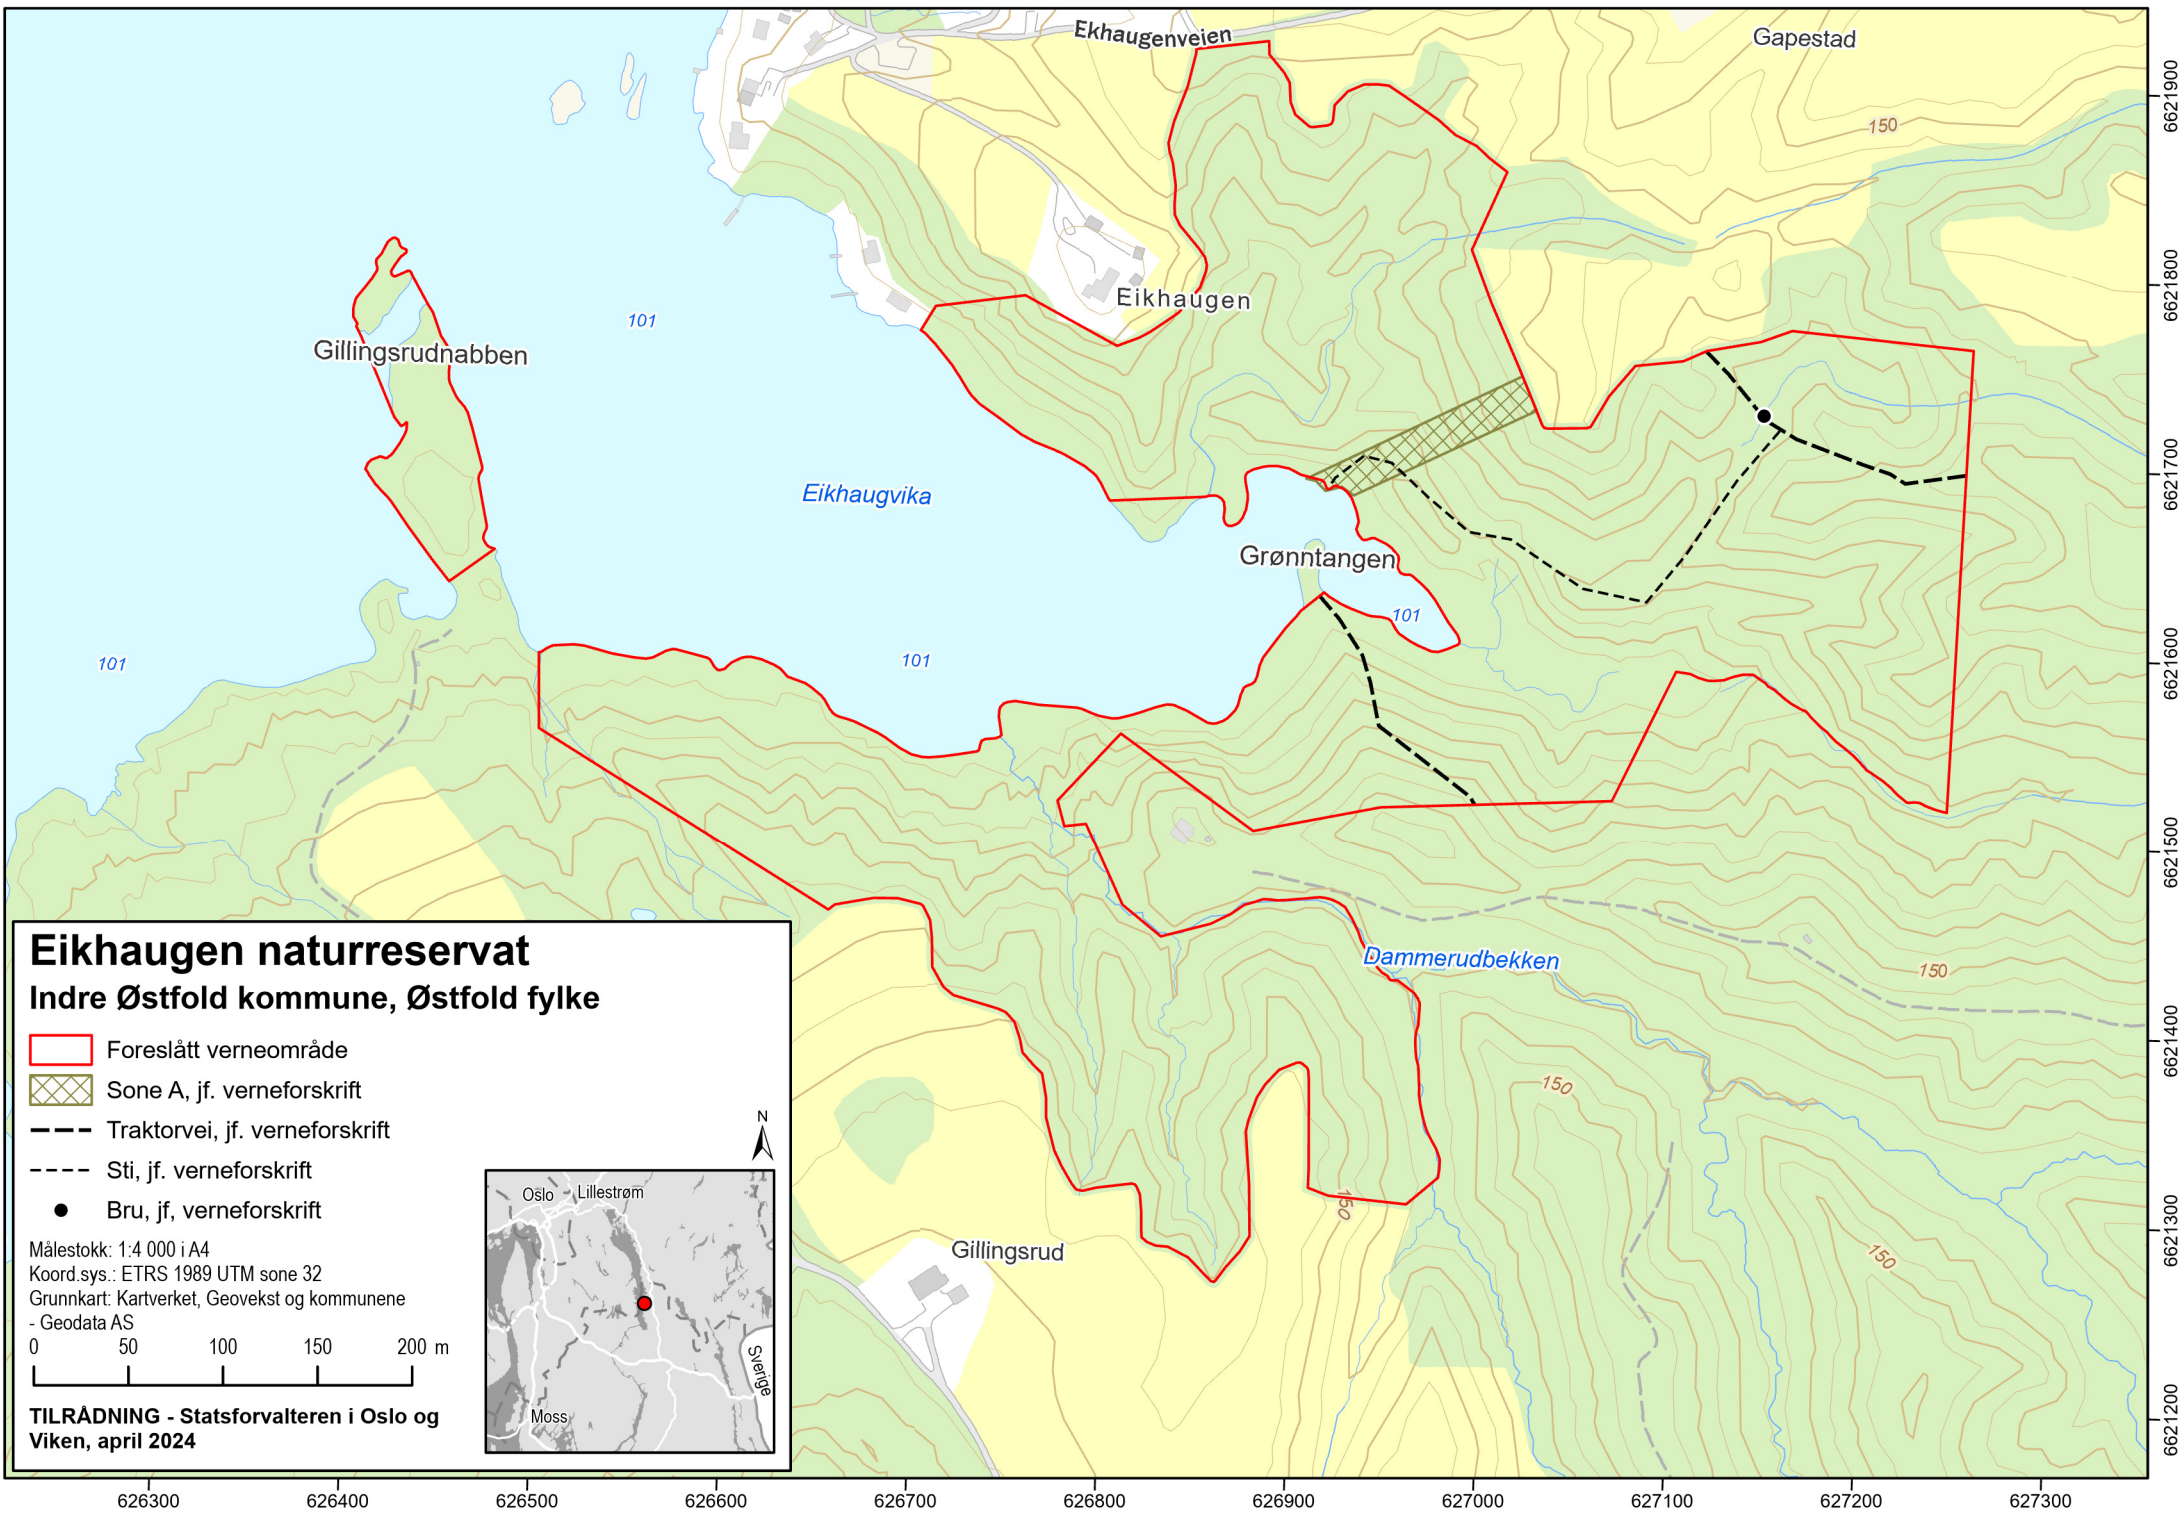 Ekhaugenveien
Gapestad
150
6621900
Eikhaugen
6621800
101
Gillingsrudnabben
Eikhaugvika
6621700
Grønntangen
101
101
101
6621600
6621500
Dammerudbekken
150
6621400
150
150
Gillingsrud
150
6621300
6621200
Eikhaugen naturreservat
Indre Østfold kommune, Østfold fylke
Foreslått verneområde
Sone A, jf. verneforskrift
Traktorvei, jf. verneforskrift
Sti, jf. verneforskrift
Bru, jf, verneforskrift
Målestokk: 1:4 000 i A4
Koord.sys.: ETRS 1989 UTM sone 32
Grunnkart: Kartverket, Geovekst og kommunene
- Geodata AS
0 50 100 150 200 m
TILRÅDNING - Statsforvalteren i Oslo og
Viken, april 2024
N
Oslo
Lillestrøm
Sverige
Moss
626300 626400 626500 626600 626700 626800 626900 627000 627100 627200 627300